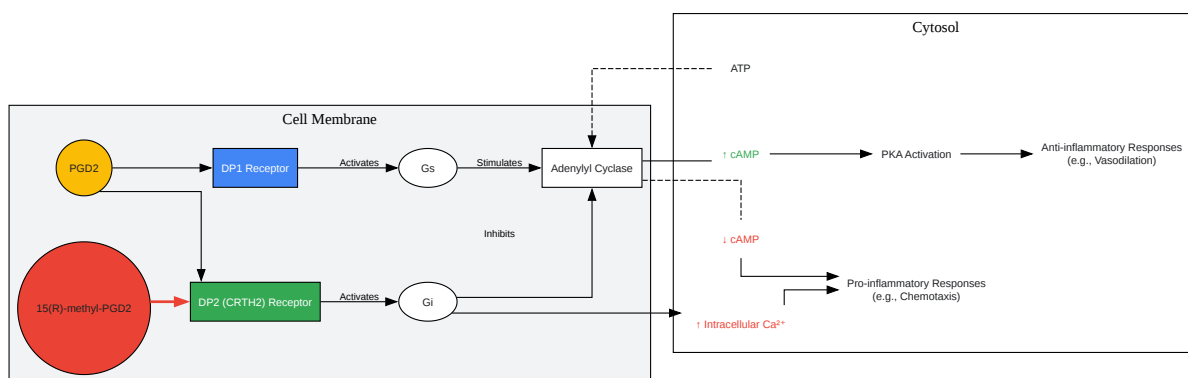 Cytosol
ATP
Cell Membrane
PGD2
DP1 Receptor
Activates
Gs
Stimulates
Adenylyl Cyclase
↑ cAMP
PKA Activation
Anti-inflammatory Responses
(e.g., Vasodilation)
Inhibits
↓ cAMP
15(R)-methyl-PGD2
DP2 (CRTH2) Receptor
Activates
Gi
Pro-inflammatory Responses
(e.g., Chemotaxis)
↑ Intracellular Ca²⁺